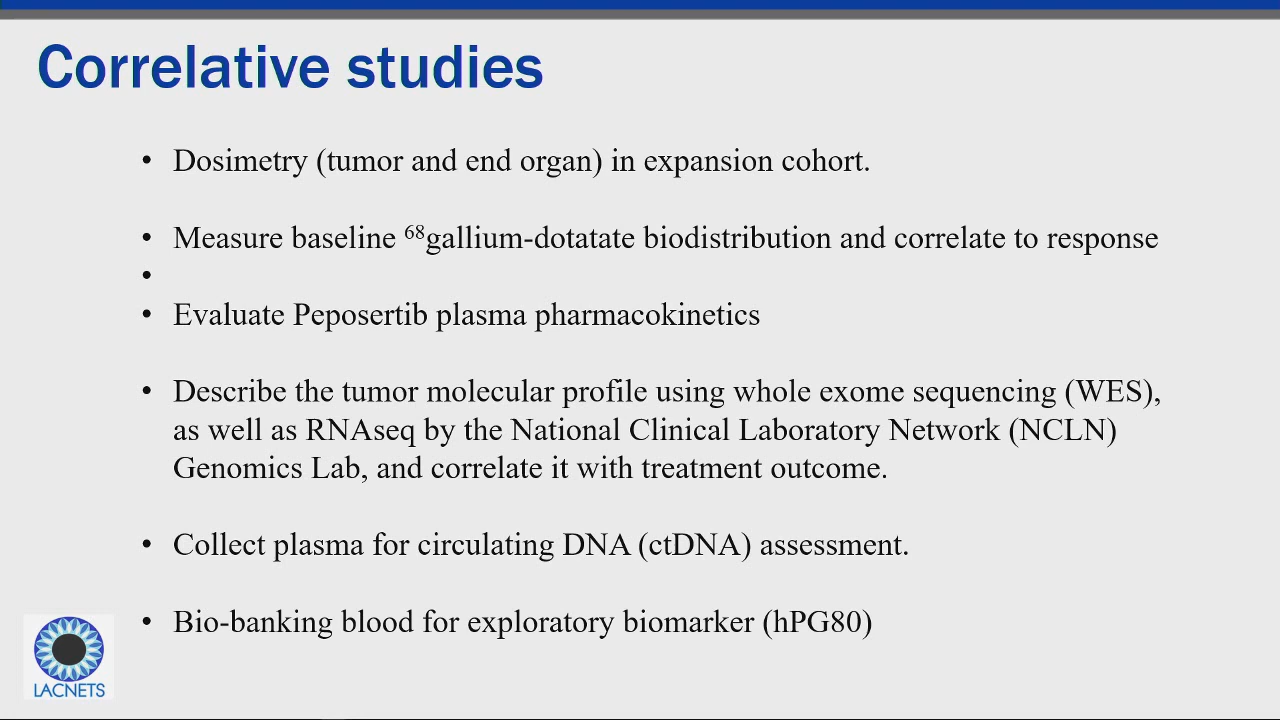 Correlative studies
• Dosimetry (tumor and end organ) in expansion cohort.
• Measure baseline ⁶⁸gallium-dotatate biodistribution and correlate to response
•
• Evaluate Peposertib plasma pharmacokinetics
• Describe the tumor molecular profile using whole exome sequencing (WES),
as well as RNAseq by the National Clinical Laboratory Network (NCLN)
Genomics Lab, and correlate it with treatment outcome.
• Collect plasma for circulating DNA (ctDNA) assessment.
• Bio-banking blood for exploratory biomarker (hPG80)
LACNETS